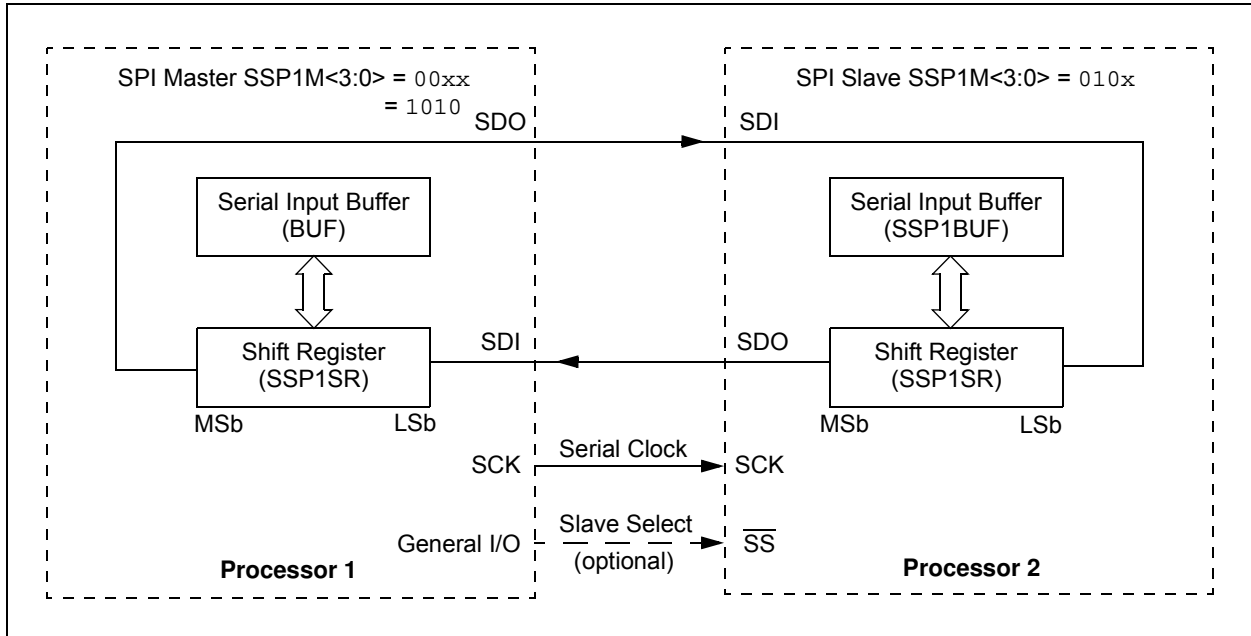 SPI Master SSP1M<3:0> = 00xx
= 1010
SPI Slave SSP1M<3:0> = 010x
SDO
SDI
Serial Input Buffer
(BUF)
Serial Input Buffer
(SSP1BUF)
SDI
SDO
Shift Register
(SSP1SR)
Shift Register
(SSP1SR)
MSb
LSb
MSb
LSb
SCK
Serial Clock
SCK
General I/O
Slave Select
(optional)
SS
Processor 1
Processor 2